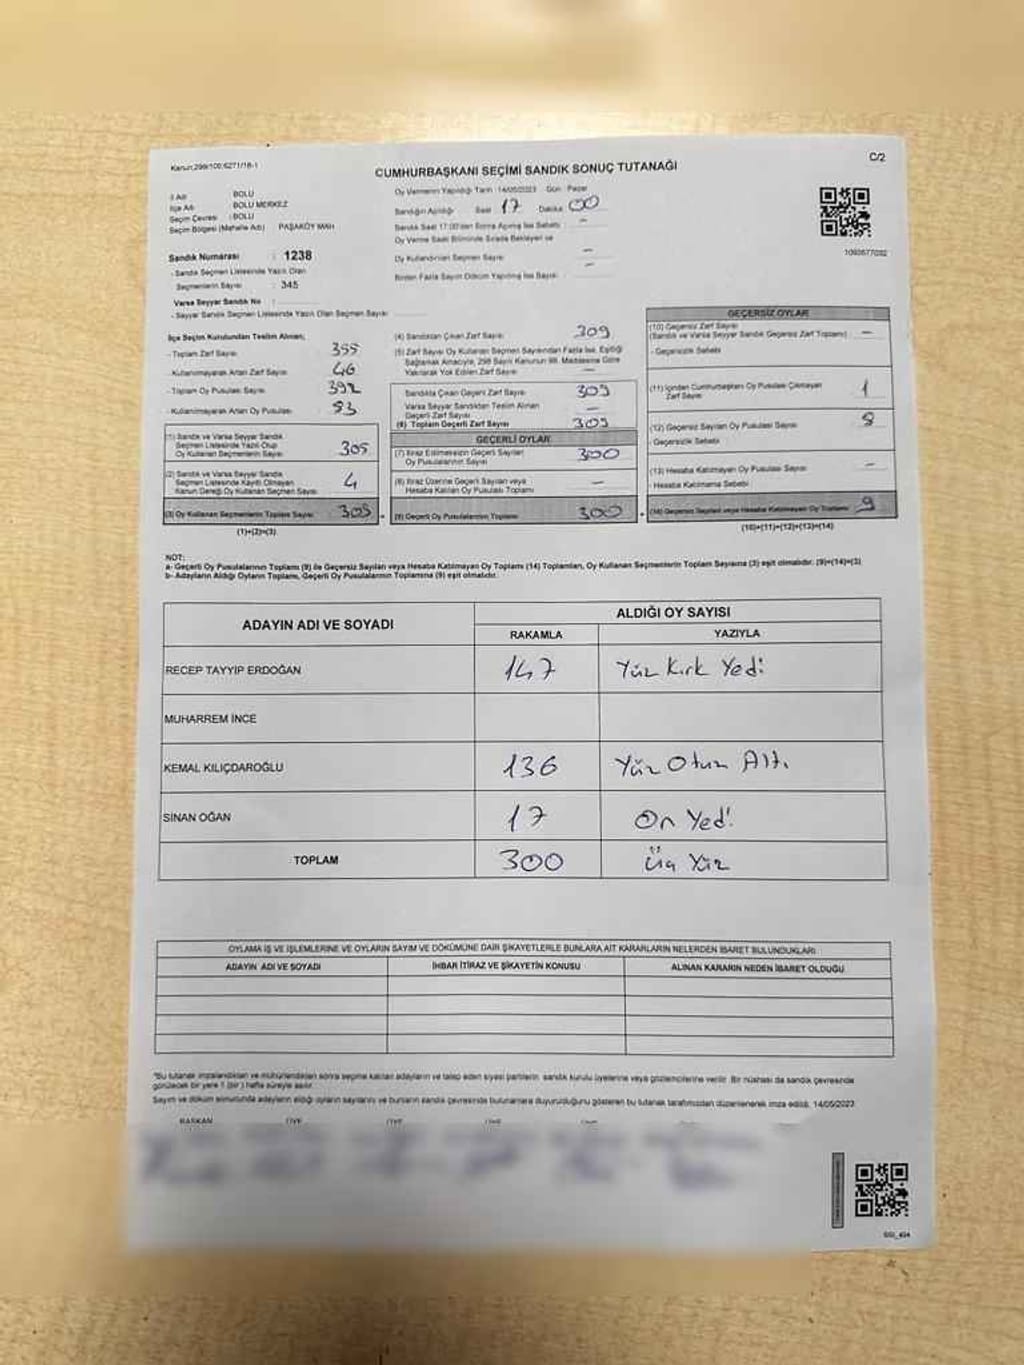 Kanun:298/100;6271/18-1
C/2
CUMHURBAŞKANI SEÇİMİ SANDIK SONUÇ TUTANAĞI
İl Adı : BOLU
İlçe Adı : BOLU MERKEZ
Seçim Çevresi : BOLU
Seçim Bölgesi (Mahalle Adı) PAŞAKÖY MAH
Oy Vermenin Yapıldığı Tarih : 14/05/2023 Gün : Pazar
Sandığın Açıldığı Saat 17 Dakika 00
Sandık Saat 17:00'den Sonra Açılmış İse Sebebi : –
Oy Verme Saati Bitiminde Sırada Bekleyen ve
Oy Kullandırılan Seçmen Sayısı –
Birden Fazla Sayım Döküm Yapılmış İse Sayısı –
1093677032
Sandık Numarası : 1238
- Sandık Seçmen Listesinde Yazılı Olan
Seçmenlerin Sayısı : 345
Varsa Seyyar Sandık No :
- Seyyar Sandık Seçmen Listesinde Yazılı Olan Seçmen Sayısı
İlçe Seçim Kurulundan Teslim Alınan;
- Toplam Zarf Sayısı 355
- Kullanılmayarak Artan Zarf Sayısı 46
- Toplam Oy Pusulası Sayısı 392
- Kullanılmayarak Artan Oy Pusulası 83
(1) Sandık ve Varsa Seyyar Sandık
Seçmen Listesinde Yazılı Olup
Oy Kullanan Seçmenlerin Sayısı 305
(2) Sandık ve Varsa Seyyar Sandık
Seçmen Listesinde Kayıtlı Olmayan
Kanun Gereği Oy Kullanan Seçmen Sayısı 4
(3) Oy Kullanan Seçmenlerin Toplam Sayısı 309
(1)+(2)=(3)
(4) Sandıktan Çıkan Zarf Sayısı 309
(5) Zarf Sayısı Oy Kullanan Seçmen Sayısından Fazla İse, Eşitliği
Sağlamak Amacıyla, 298 Sayılı Kanunun 98. Maddesine Göre
Yakılarak Yok Edilen Zarf Sayısı –
Sandıkta Çıkan Geçerli Zarf Sayısı 309
Varsa Seyyar Sandıktan Teslim Alınan
Geçerli Zarf Sayısı –
(6) Toplam Geçerli Zarf Sayısı 309
GEÇERLİ OYLAR
(7) İtiraz Edilmeksizin Geçerli Sayılan
Oy Pusulalarının Sayısı 300
(8) İtiraz Üzerine Geçerli Sayılan veya
Hesaba Katılan Oy Pusulası Toplamı –
(9) Geçerli Oy Pusulalarının Toplamı 300
GEÇERSİZ OYLAR
(10) Geçersiz Zarf Sayısı
(Sandık ve Varsa Seyyar Sandık Geçersiz Zarf Toplamı) –
- Geçersizlik Sebebi
(11) İçinden Cumhurbaşkanı Oy Pusulası Çıkmayan
Zarf Sayısı 1
(12) Geçersiz Sayılan Oy Pusulası Sayısı 8
- Geçersizlik Sebebi
(13) Hesaba Katılmayan Oy Pusulası Sayısı –
- Hesaba Katılmama Sebebi
(14) Geçersiz Sayılan veya Hesaba Katılmayan Oy Toplamı 9
(10)+(11)+(12)+(13)=(14)
NOT:
a- Geçerli Oy Pusulalarının Toplamı (9) ile Geçersiz Sayılan veya Hesaba Katılmayan Oy Toplamı (14) Toplamları, Oy Kullanan Seçmenlerin Toplam Sayısına (3) eşit olmalıdır. (9)+(14)=(3)
b- Adayların Aldığı Oyların Toplamı, Geçerli Oy Pusulalarının Toplamına (9) eşit olmalıdır.
ADAYIN ADI VE SOYADI
ALDIĞI OY SAYISI
RAKAMLA YAZIYLA
RECEP TAYYIP ERDOĞAN 147 Yüz Kırk Yedi
MUHARREM İNCE
KEMAL KILIÇDAROĞLU 136 Yüz Otuz Altı
SİNAN OĞAN 17 On Yedi
TOPLAM 300 Üç Yüz
OYLAMA İŞ VE İŞLEMLERİNE VE OYLARIN SAYIM VE DÖKÜMÜNE DAİR ŞİKAYETLERLE BUNLARA AİT KARARLARIN NELERDEN İBARET BULUNDUKLARI
ADAYIN ADI VE SOYADI İHBAR İTİRAZ VE ŞİKAYETİN KONUSU ALINAN KARARIN NEDEN İBARET OLDUĞU
"Bu tutanak imzalandıktan ve mühürlendikten sonra seçime katılan adayların ve talep eden siyasi partilerin sandık kurulu üyelerine veya gözlemcilerine verilir. Bir nüshası da sandık çevresinde
görülecek bir yere 1 (bir) hafta süreyle asılır.
Sayım ve döküm sonucunda adayların aldığı oyların sayılarını ve bunların sandık çevresinde bulunanlara duyurulduğunu gösteren bu tutanak tarafımızdan düzenlenerek imza edildi. 14/05/2023
BAŞKAN ÜYE ÜYE ÜYE